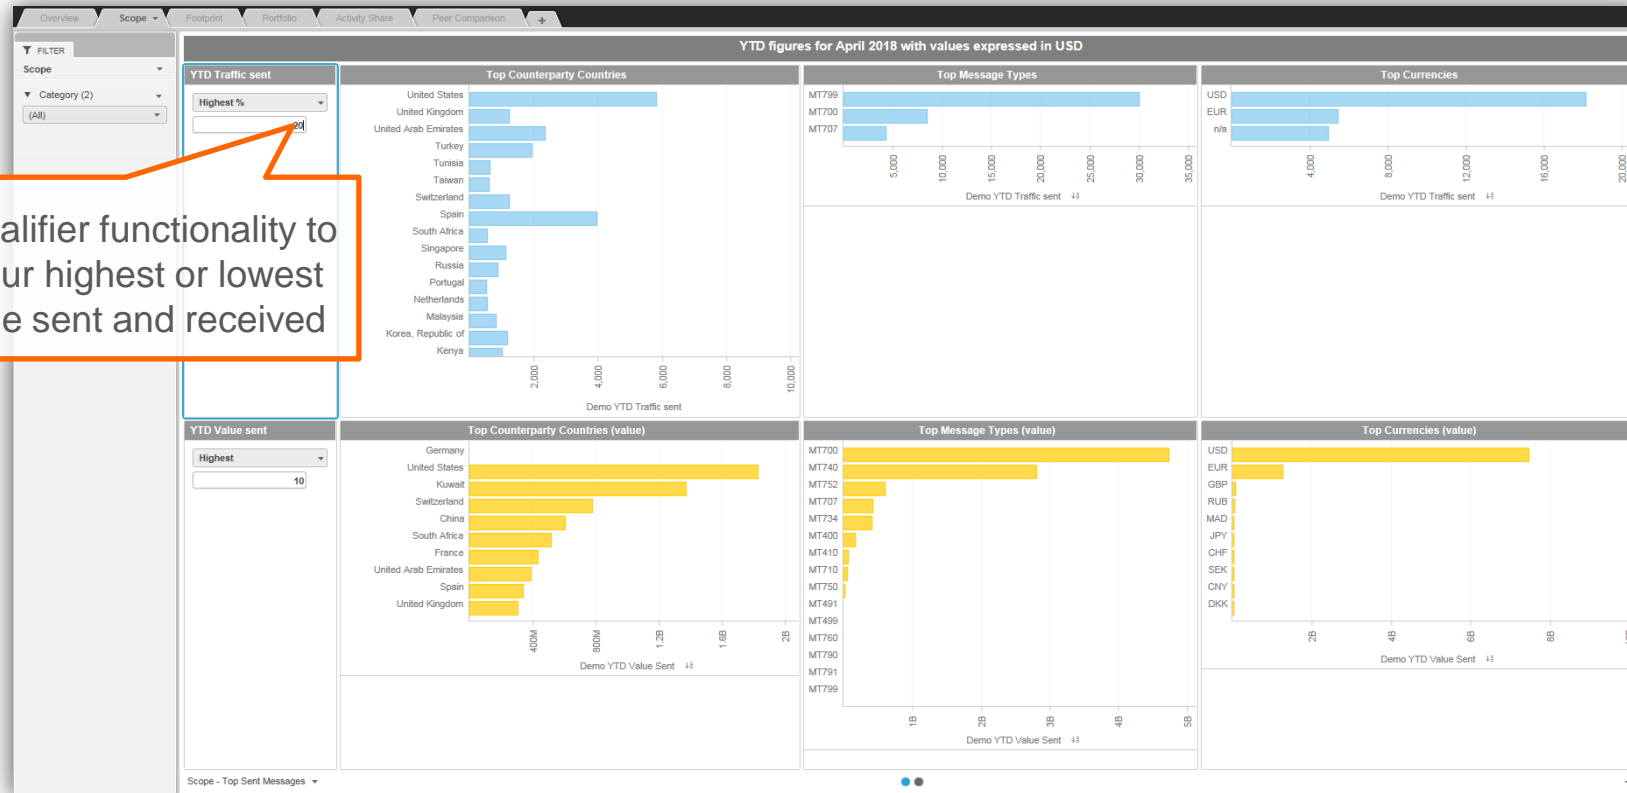 Overview
Scope
Footprint
Portfolio
Activity Share
Peer Comparison
+
FILTER
Scope
Category (2)
(All)
YTD figures for April 2018 with values expressed in USD
YTD Traffic sent
Highest %
20
alifier functionality to
ur highest or lowest
e sent and received
Top Counterparty Countries
United States
United Kingdom
United Arab Emirates
Turkey
Tunisia
Taiwan
Switzerland
Spain
South Africa
Singapore
Russia
Portugal
Netherlands
Malaysia
Korea, Republic of
Kenya
2,000
4,000
6,000
8,000
10,000
Demo YTD Traffic sent
Top Message Types
MT799
MT700
MT707
5,000
10,000
15,000
20,000
25,000
30,000
35,000
Demo YTD Traffic sent
Top Currencies
USD
EUR
n/a
4,000
8,000
12,000
16,000
20,000
Demo YTD Traffic sent
YTD Value sent
Highest
10
Top Counterparty Countries (value)
Germany
United States
Kuwait
Switzerland
China
South Africa
France
United Arab Emirates
Spain
United Kingdom
400M
800M
1.2B
1.6B
2B
Demo YTD Value Sent
Top Message Types (value)
MT700
MT740
MT752
MT707
MT734
MT400
MT410
MT710
MT750
MT491
MT499
MT760
MT790
MT791
MT799
1B
2B
3B
4B
5B
Demo YTD Value Sent
Top Currencies (value)
USD
EUR
GBP
RUB
MAD
JPY
CHF
SEK
CNY
DKK
2B
4B
6B
8B
Demo YTD Value Sent
Scope - Top Sent Messages